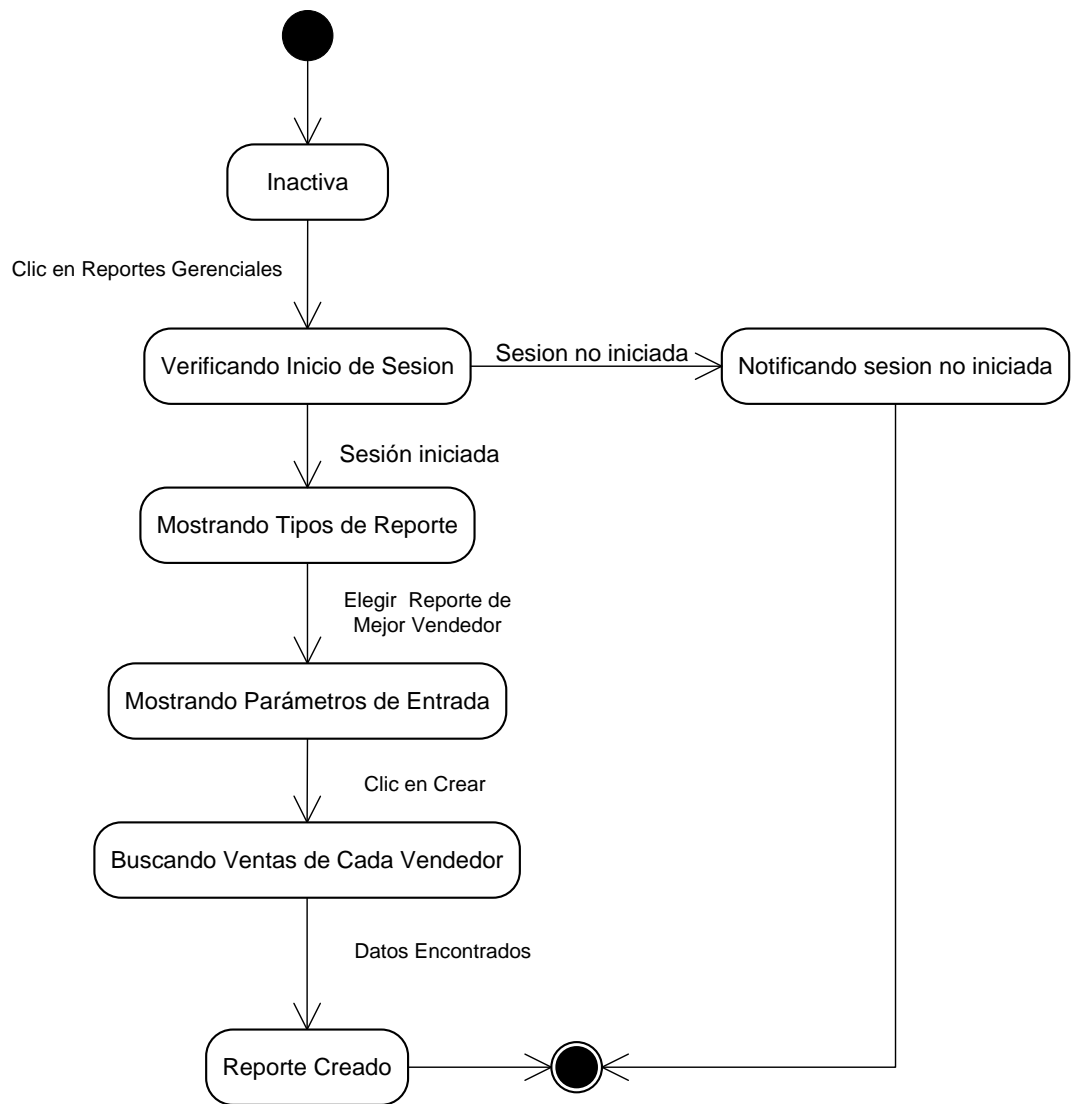 Inactiva
Clic en Reportes Gerenciales
Verificando Inicio de Sesion
Sesion no iniciada
Notificando sesion no iniciada
Sesión iniciada
Mostrando Tipos de Reporte
Elegir Reporte de
Mejor Vendedor
Mostrando Parámetros de Entrada
Clic en Crear
Buscando Ventas de Cada Vendedor
Datos Encontrados
Reporte Creado